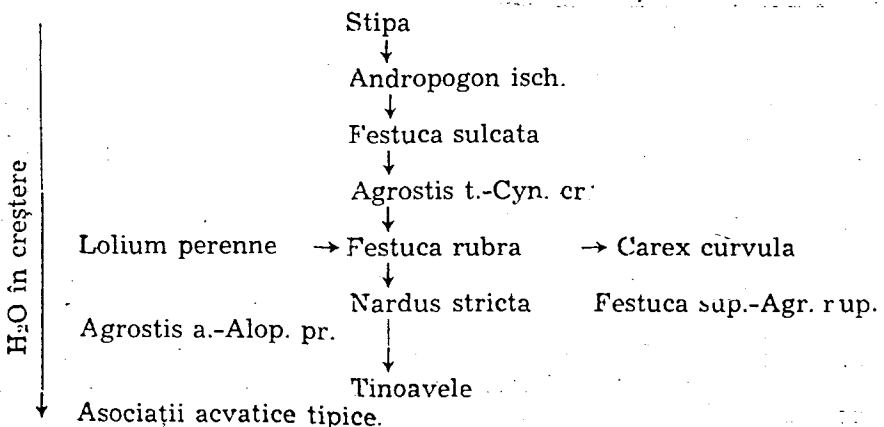 Stipa
Andropogon isch.
Festuca sulcata
Agrostis t.-Cyn. cr.
Lolium perenne → Festuca rubra → Carex curvula
Nardus stricta Festuca sup.-Agr. rup.
Agrostis a.-Alop. pr.
Tinoavele
Asociații acvatice tipice.
H₂O în creștere